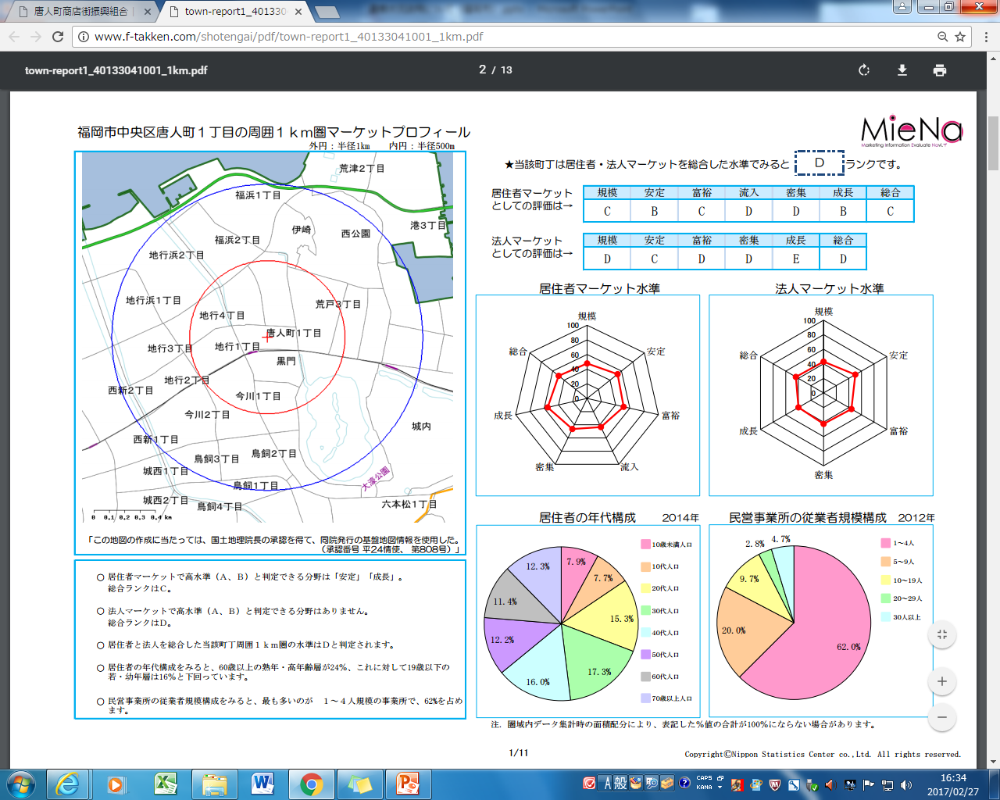 唐人町商店街振興組合 |
town-report1_401330
www.f-takken.com/shotengai/pdf/town-report1_40133041001_1km.pdf
town-report1_40133041001_1km.pdf
2 / 13
福岡市中央区唐人町１丁目の周囲１ｋｍ圏マーケットプロフィール
外円：半径1km 内円：半径500m
MieNa
Marketing Information Evaluate Navi
★当該町丁は居住者・法人マーケットを総合した水準でみると D ランクです。
居住者マーケット
としての評価は→
規模 安定 富裕 流入 密集 成長 総合
C B C D D B C
法人マーケット
としての評価は→
規模 安定 富裕 密集 成長 総合
D C D D E D
荒津２丁目
福浜１丁目
伊崎
西公園
港３丁目
福浜２丁目
地行浜２丁目
地行浜１丁目
荒戸３丁目
地行４丁目
唐人町１丁目
地行３丁目
地行１丁目
黒門
地行２丁目
西新２丁目
今川１丁目
今川２丁目
城内
西新１丁目
鳥飼３丁目
鳥飼２丁目
城西１丁目
大濠公園
鳥飼１丁目
城西２丁目
鳥飼４丁目
六本松１丁目
0 0.1 0.2 0.3 0.4 km
「この地図の作成に当たっては、国土地理院長の承認を得て、同院発行の基盤地図情報を使用した。
（承認番号 平24情使、 第808号）」
居住者マーケット水準
規模
100
80
60
40
20
0
安定
富裕
流入
密集
成長
総合
法人マーケット水準
規模
100
80
60
40
20
0
安定
富裕
密集
成長
総合
○ 居住者マーケットで高水準（Ａ、Ｂ）と判定できる分野は「安定」「成長」。
総合ランクはＣ。
○ 法人マーケットで高水準（Ａ、Ｂ）と判定できる分野はありません。
総合ランクはＤ。
○ 居住者と法人を総合した当該町丁周囲１ｋｍ圏の水準はＤと判定されます。
○ 居住者の年代構成をみると、60歳以上の熟年・高年齢層が24％、これに対して19歳以下の
若・幼年層は16％と下回っています。
○ 民営事業所の従業者規模構成をみると、最も多いのが １～４人規模の事業所で、62％を占め
ます。
居住者の年代構成 2014年
7.9%
7.7%
15.3%
17.3%
16.0%
12.2%
11.4%
12.3%
10歳未満人口
10代人口
20代人口
30代人口
40代人口
50代人口
60代人口
70歳以上人口
民営事業所の従業者規模構成 2012年
62.0%
20.0%
9.7%
2.8%
4.7%
1～4人
5～9人
10～19人
20～29人
30人以上
注．圏域内データ集計時の面積配分により、表記した％値の合計が100％にならない場合があります。
1/11
CopyrightⒸNippon Statistics Center co.,Ltd. All rights reserved.
A 般
CAPS
KANA
16:34
2017/02/27